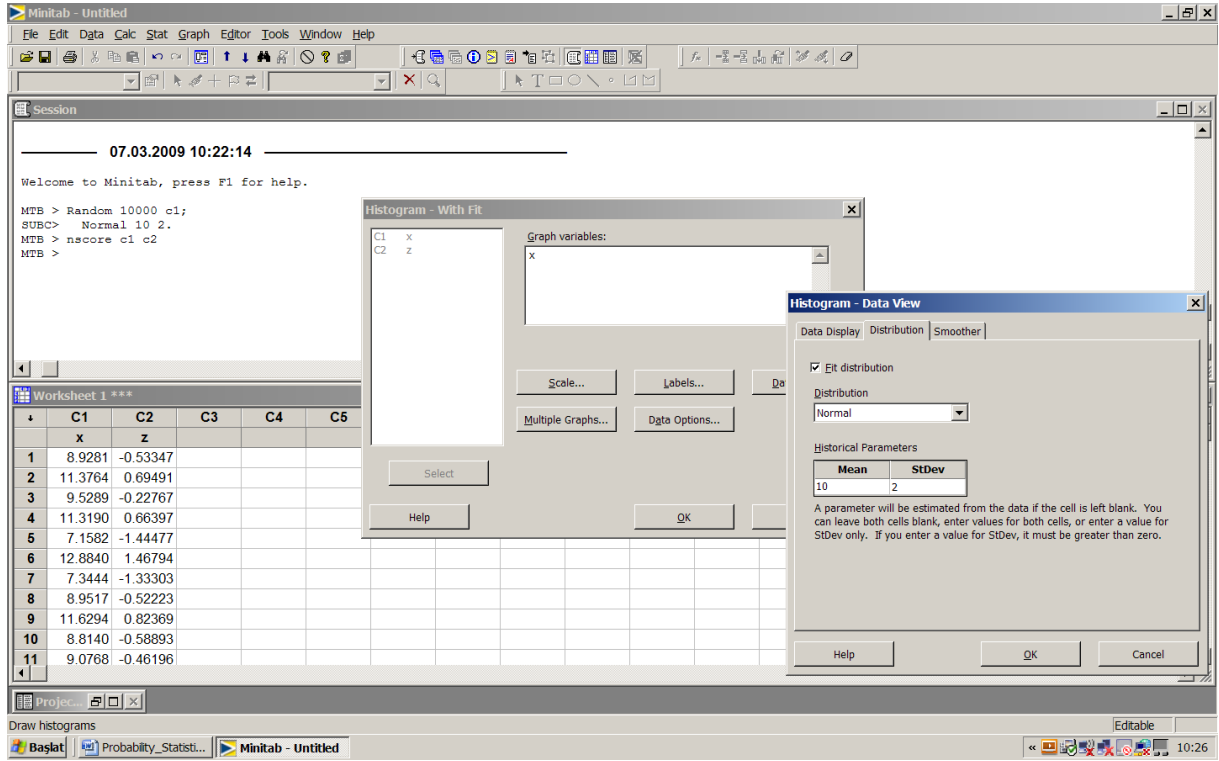 Minitab - Untitled
File Edit Data Calc Stat Graph Editor Tools Window Help
Session
07.03.2009 10:22:14
Welcome to Minitab, press F1 for help.
MTB > Random 10000 c1;
SUBC> Normal 10 2.
MTB > nscore c1 c2
MTB >
Histogram - With Fit
C1 x
C2 z
Graph variables:
x
Scale... Labels... Da
Multiple Graphs... Data Options...
Select
Help OK
Histogram - Data View
Data Display Distribution Smoother
Fit distribution
Distribution
Normal
Historical Parameters
Mean StDev
10 2
A parameter will be estimated from the data if the cell is left blank. You
can leave both cells blank, enter values for both cells, or enter a value for
StDev only. If you enter a value for StDev, it must be greater than zero.
Help OK Cancel
Worksheet 1 ***
C1 C2 C3 C4 C5
x z
1 8.9281 -0.53347
2 11.3764 0.69491
3 9.5289 -0.22767
4 11.3190 0.66397
5 7.1582 -1.44477
6 12.8840 1.46794
7 7.3444 -1.33303
8 8.9517 -0.52223
9 11.6294 0.82369
10 8.8140 -0.58893
11 9.0768 -0.46196
Projec...
Draw histograms Editable
Başlat Probability_Statisti... Minitab - Untitled 10:26